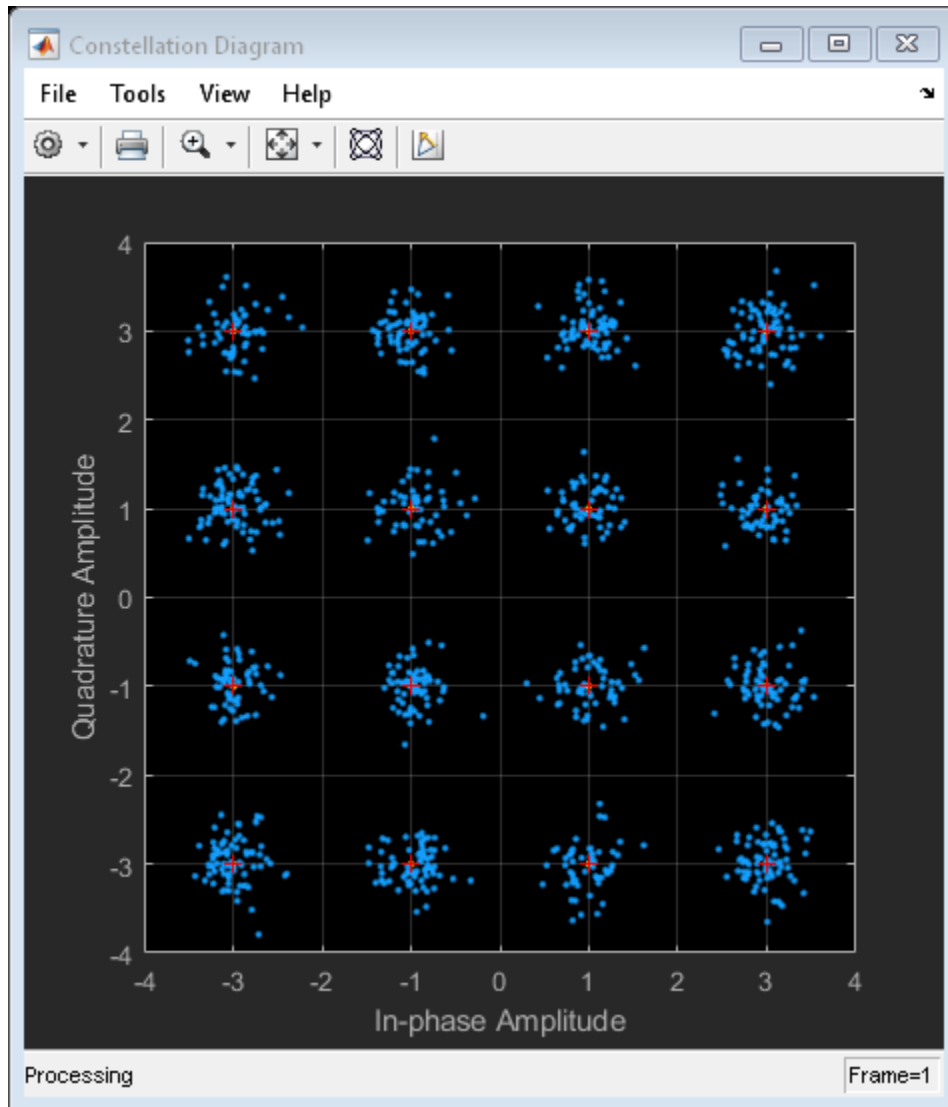 Constellation Diagram
File Tools View Help
4
3
2
1
0
-1
-2
-3
-4
Quadrature Amplitude
-4 -3 -2 -1 0 1 2 3 4
In-phase Amplitude
Processing Frame=1